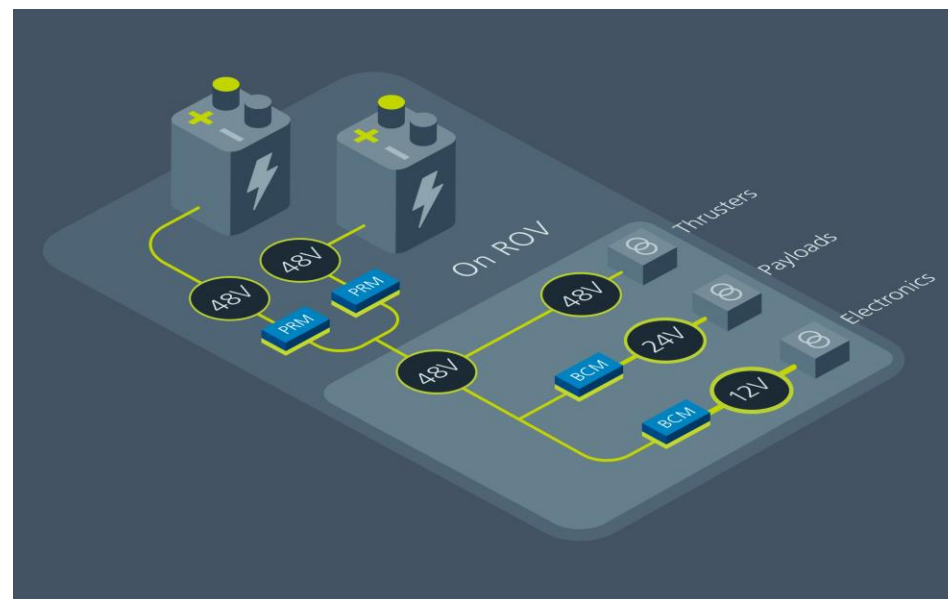 48V
48V
PRM
PRM
On ROV
48V
48V
Thrusters
BCM
24V
Payloads
BCM
12V
Electronics